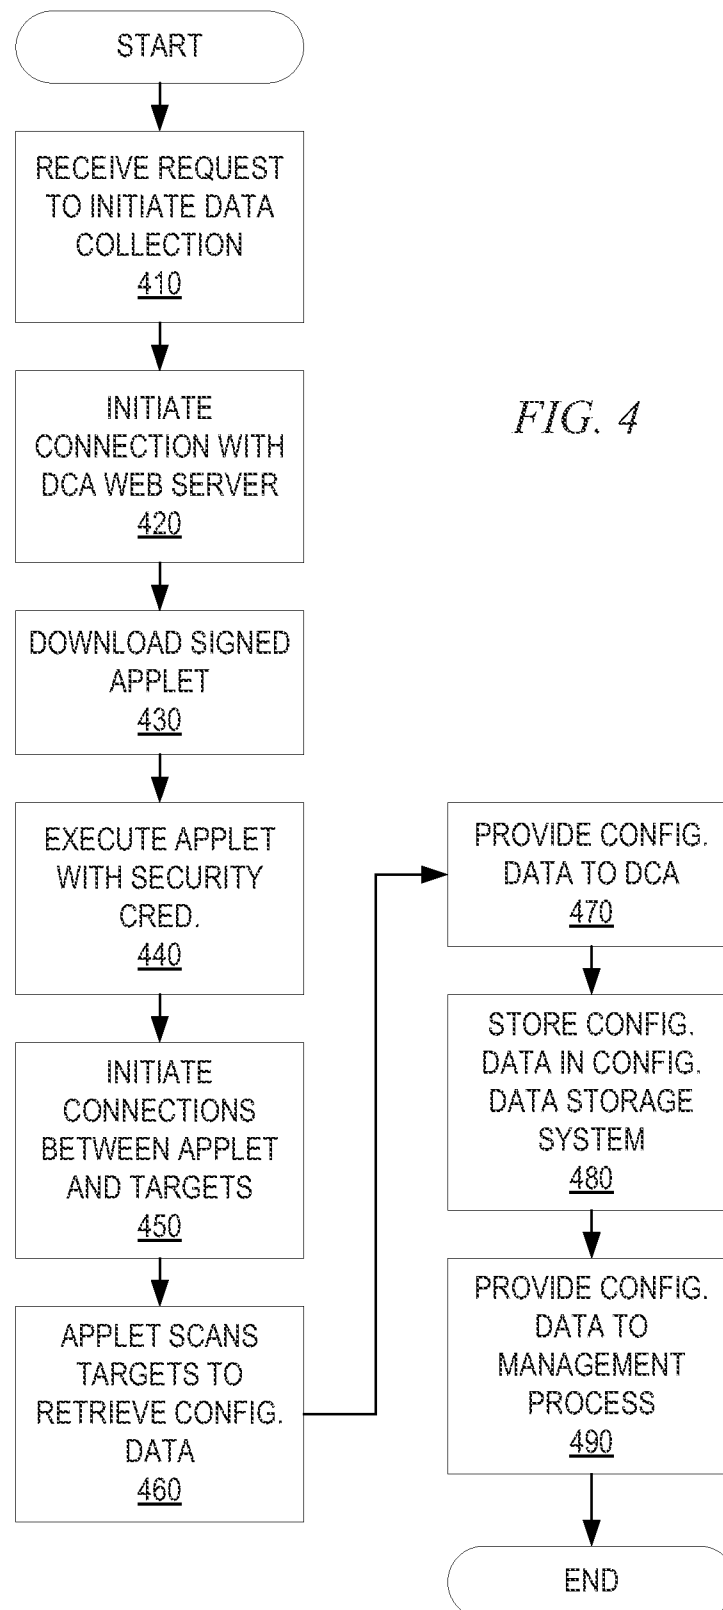 START
RECEIVE REQUEST
TO INITIATE DATA
COLLECTION
410
INITIATE
CONNECTION WITH
DCA WEB SERVER
420
FIG. 4
DOWNLOAD SIGNED
APPLET
430
EXECUTE APPLET
WITH SECURITY
CRED.
440
INITIATE
CONNECTIONS
BETWEEN APPLET
AND TARGETS
450
APPLET SCANS
TARGETS TO
RETRIEVE CONFIG.
DATA
460
PROVIDE CONFIG.
DATA TO DCA
470
STORE CONFIG.
DATA IN CONFIG.
DATA STORAGE
SYSTEM
480
PROVIDE CONFIG.
DATA TO
MANAGEMENT
PROCESS
490
END